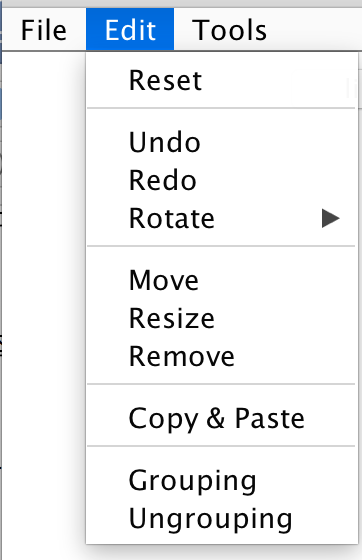 File Edit Tools
Reset
Undo
Redo
Rotate
Move
Resize
Remove
Copy & Paste
Grouping
Ungrouping